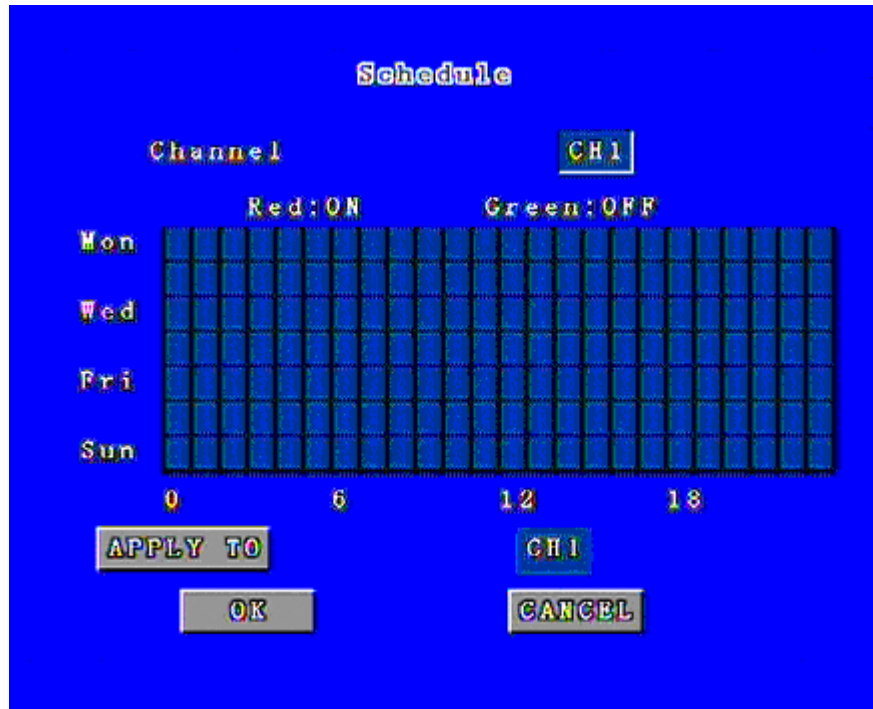 Schedule
Channel CH1
Red:ON Green:OFF
Mon
Wed
Fri
Sun
0 6 12 18
APPLY TO CH1
OK CANCEL